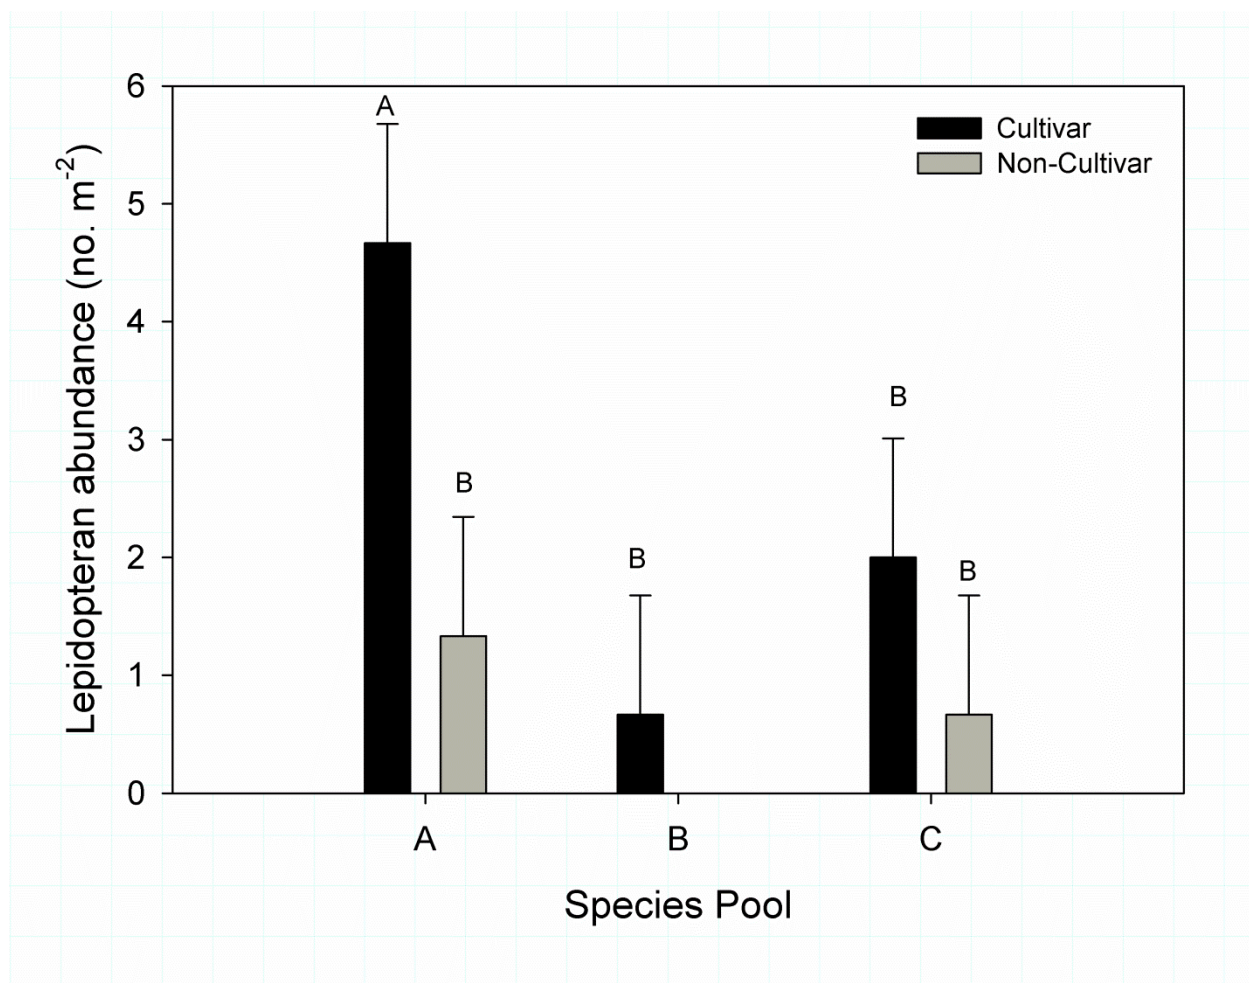 6
A
Cultivar
Non-Cultivar
5
4
B
3
B
B
B
2
1
0
Lepidopteran abundance (no. m⁻²)
A B C
Species Pool